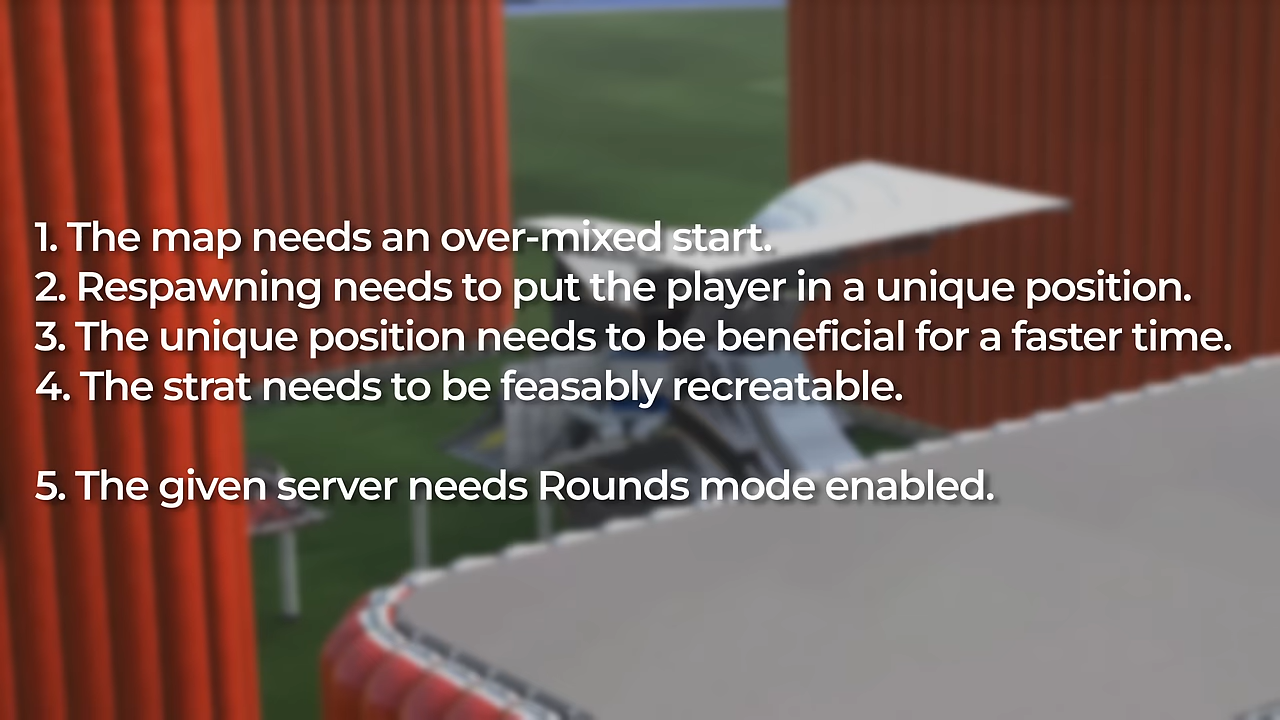 1. The map needs an over-mixed start.
2. Respawning needs to put the player in a unique position.
3. The unique position needs to be beneficial for a faster time.
4. The strat needs to be feasably recreatable.
5. The given server needs Rounds mode enabled.